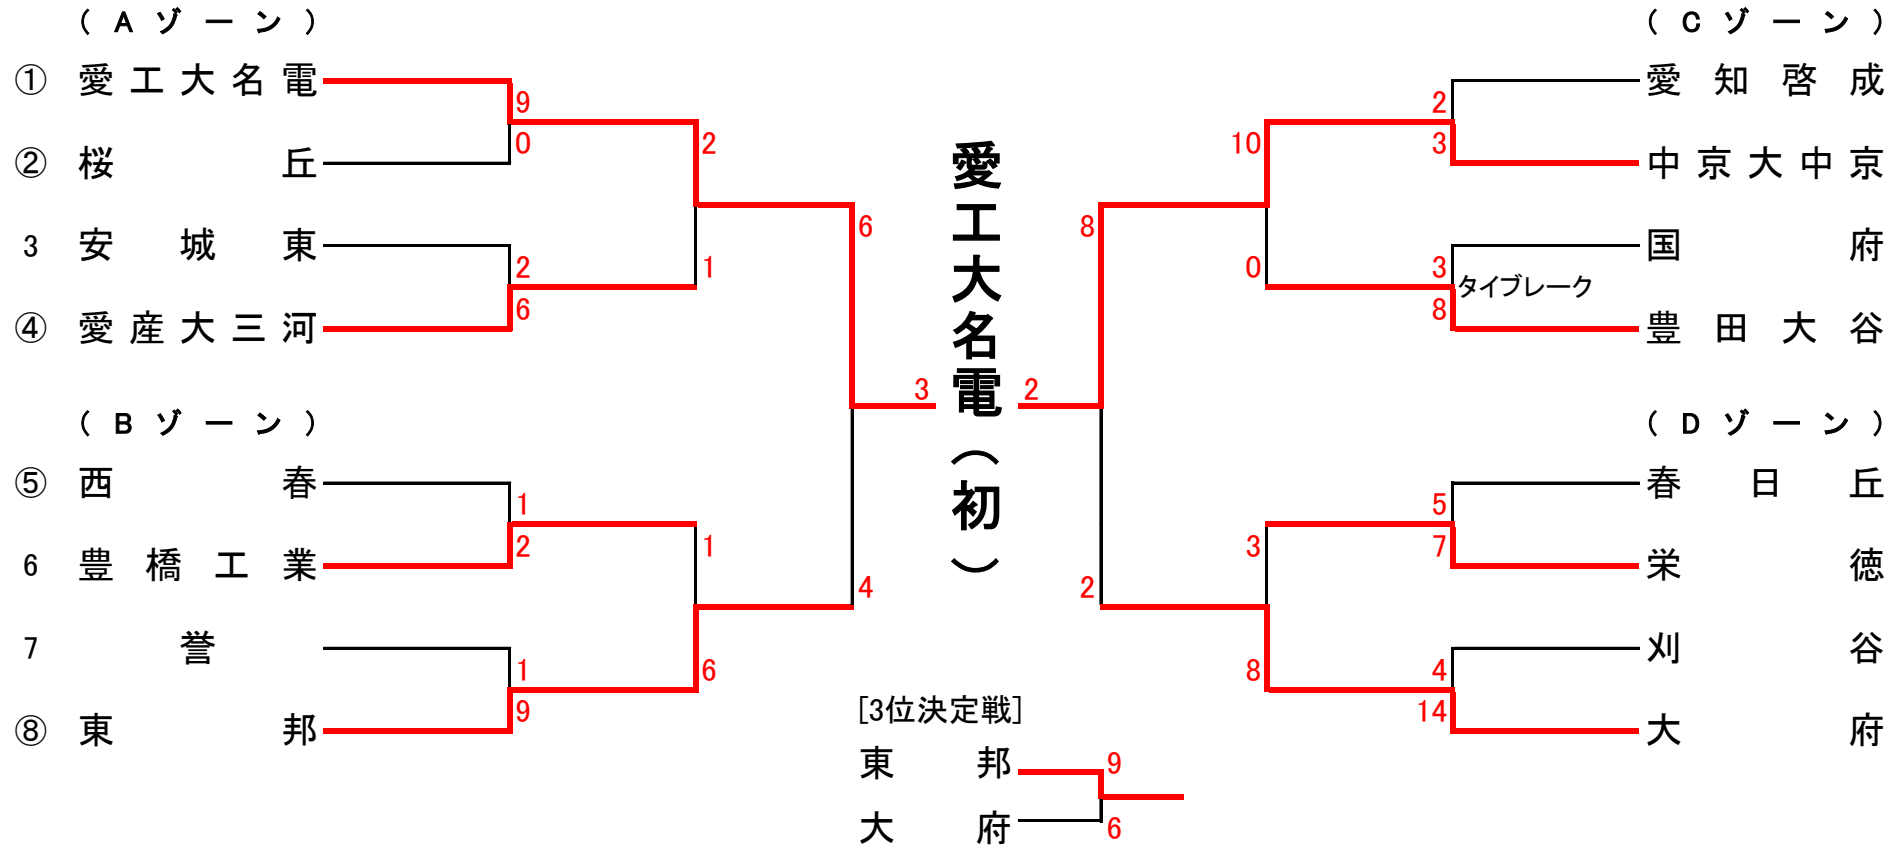 (Aゾーン)
① 愛工大名電
9
0
② 桜丘
2
3 安城東
2
6
1
④ 愛産大三河
6
(Bゾーン)
⑤ 西春
1
2
6 豊橋工業
1
7 誉
1
9
6
⑧ 東邦
4
3
愛工大名電(初)
2
(Cゾーン)
愛知啓成
2
3
中京大中京
10
国府
3
タイブレーク
8
0
豊田大谷
8
(Dゾーン)
春日丘
5
7
栄徳
3
刈谷
4
14
8
大府
2
[3位決定戦]
東邦 9
大府 6